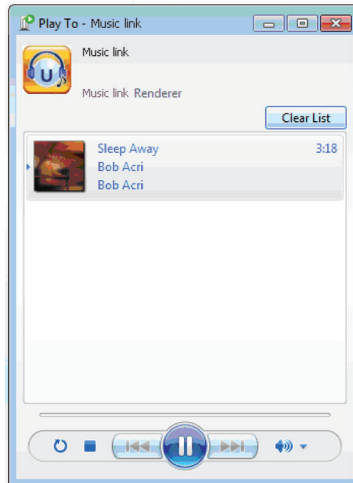 Play To - Music link
Music link
U
Music link Renderer
Clear List
Sleep Away 3:18
Bob Acri
Bob Acri